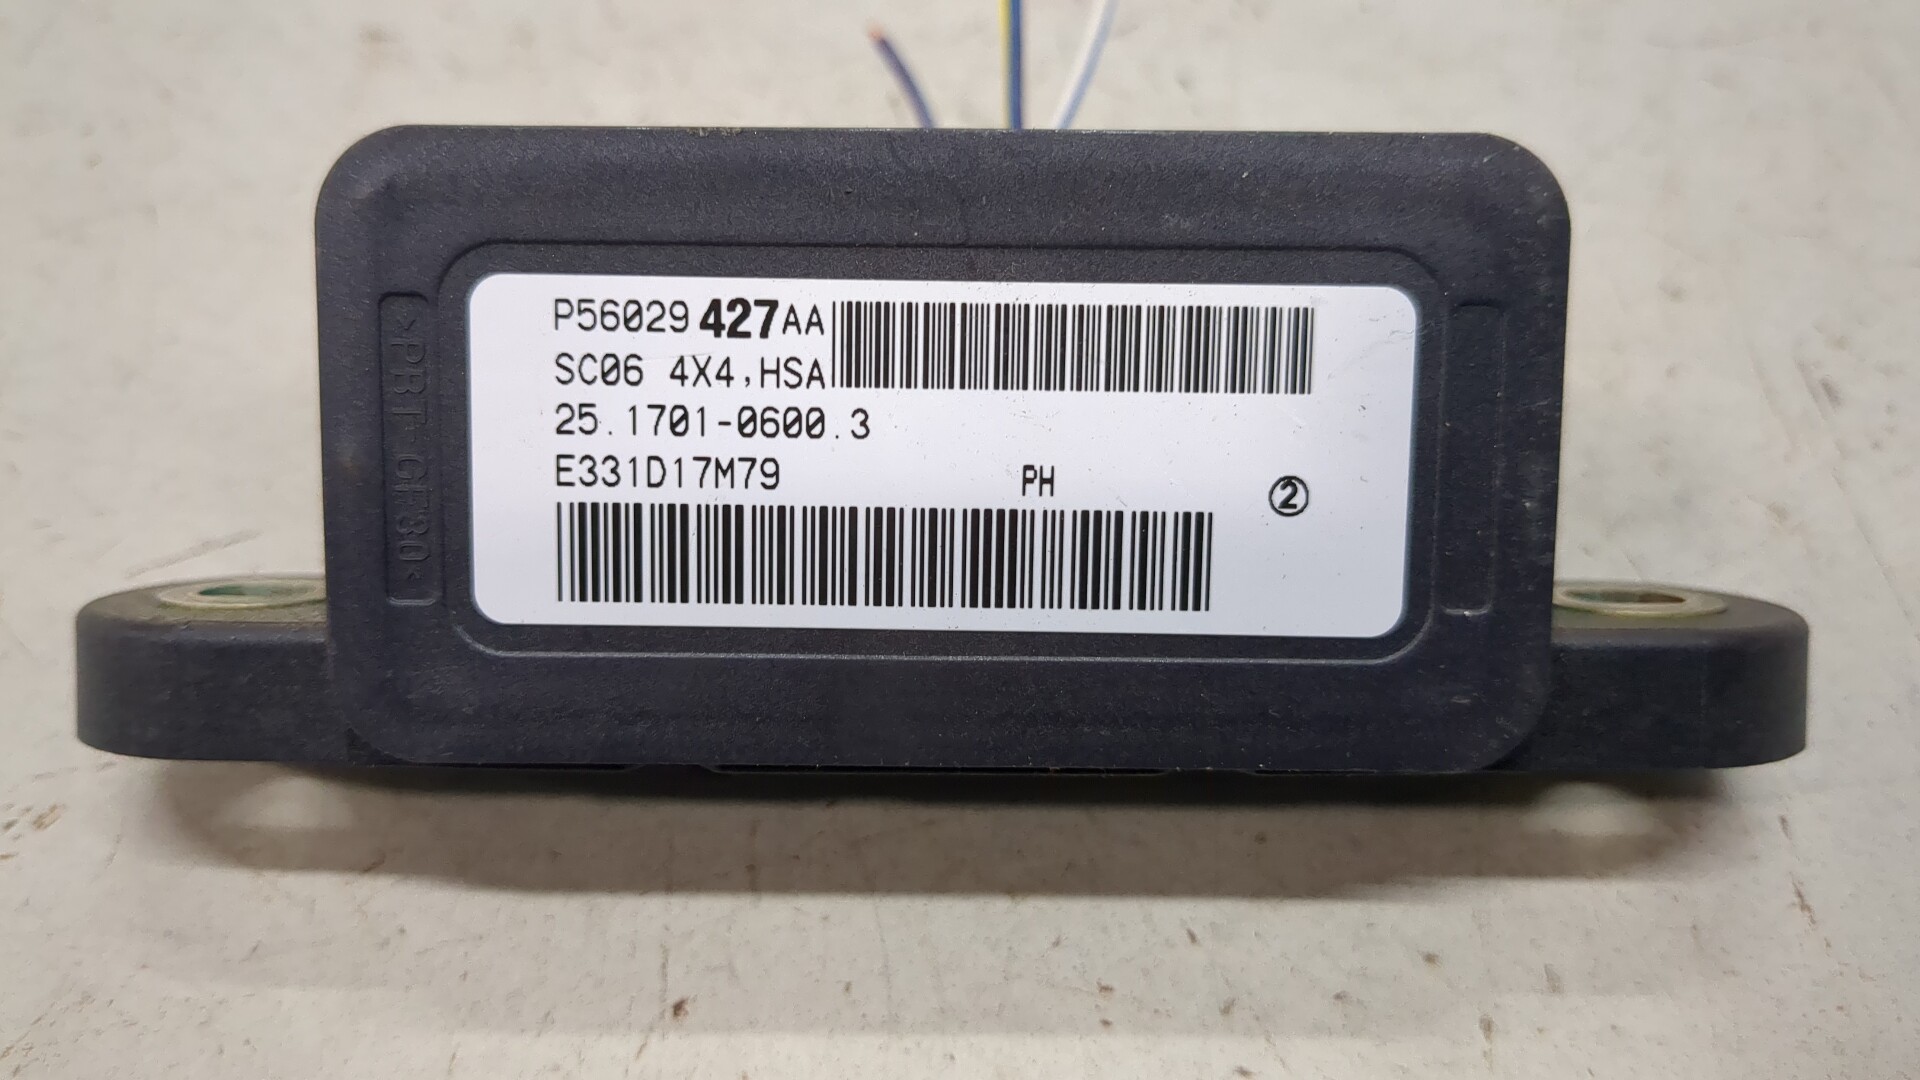 P56029427AA
SC06 4X4,HSA
25.1701-0600.3
E331D17M79 PH ②
>PBT-GF30<